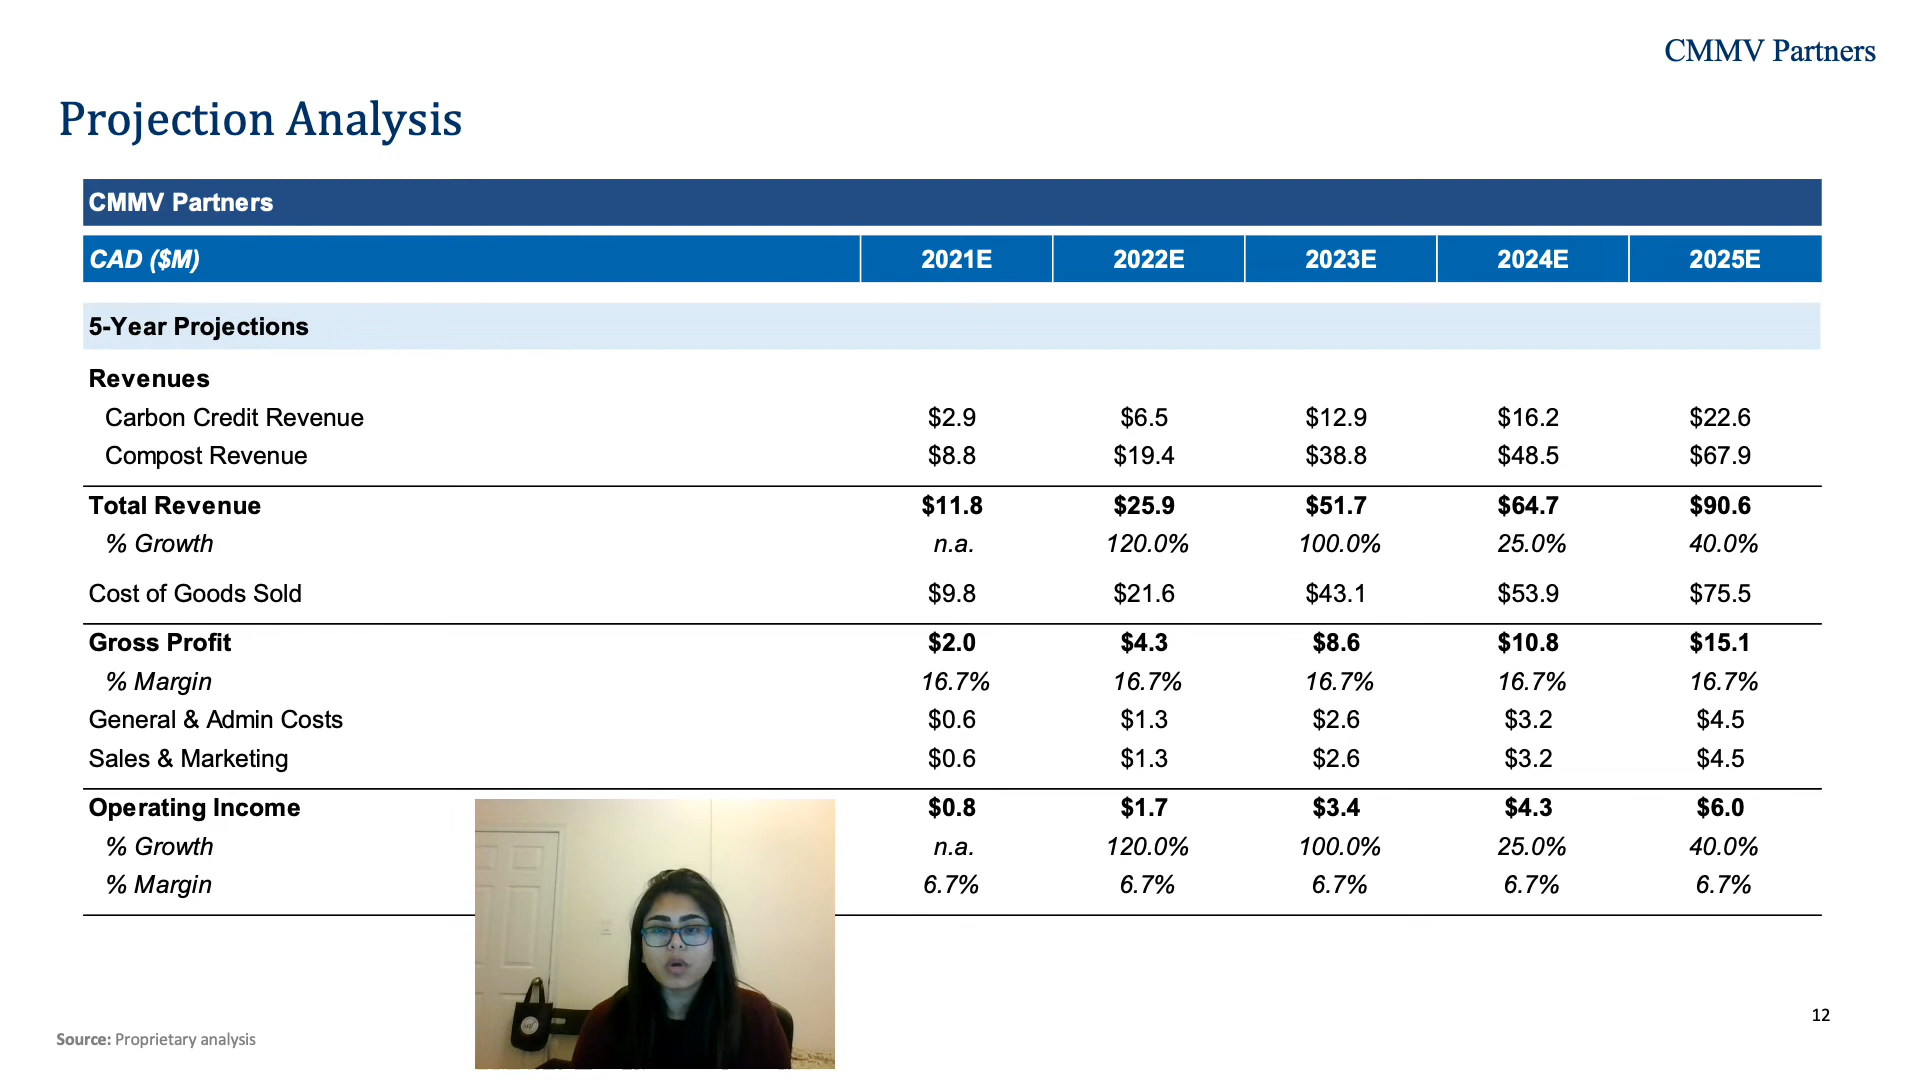 CMMV Partners
Projection Analysis
CMMV Partners
CAD ($M) 2021E 2022E 2023E 2024E 2025E
5-Year Projections
Revenues
Carbon Credit Revenue $2.9 $6.5 $12.9 $16.2 $22.6
Compost Revenue $8.8 $19.4 $38.8 $48.5 $67.9
Total Revenue $11.8 $25.9 $51.7 $64.7 $90.6
% Growth n.a. 120.0% 100.0% 25.0% 40.0%
Cost of Goods Sold $9.8 $21.6 $43.1 $53.9 $75.5
Gross Profit $2.0 $4.3 $8.6 $10.8 $15.1
% Margin 16.7% 16.7% 16.7% 16.7% 16.7%
General & Admin Costs $0.6 $1.3 $2.6 $3.2 $4.5
Sales & Marketing $0.6 $1.3 $2.6 $3.2 $4.5
Operating Income $0.8 $1.7 $3.4 $4.3 $6.0
% Growth n.a. 120.0% 100.0% 25.0% 40.0%
% Margin 6.7% 6.7% 6.7% 6.7% 6.7%
12
Source: Proprietary analysis